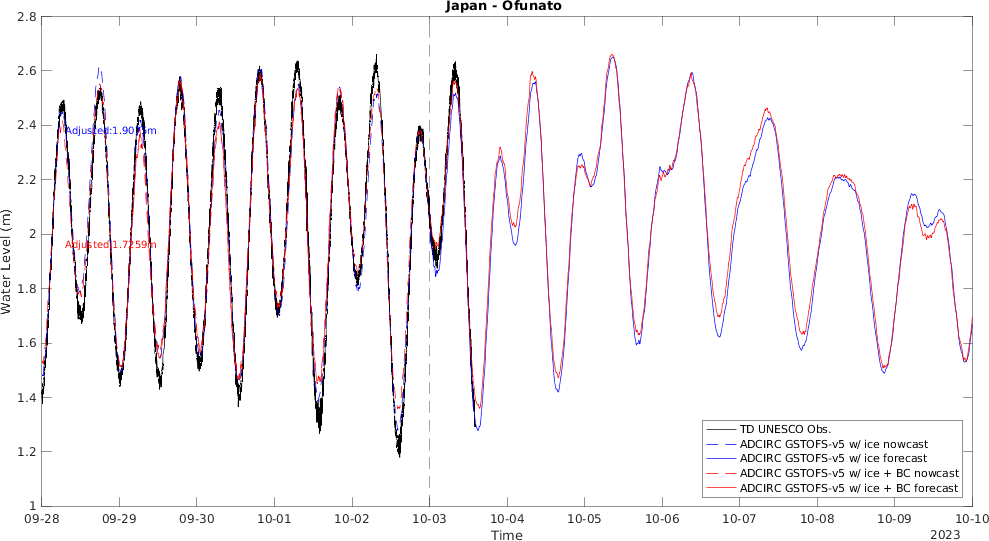 Japan - Ofunato
2.8
2.6
2.4
2.2
2
1.8
1.6
1.4
1.2
1
Water Level (m)
Adjusted:1.7259m
TD UNESCO Obs.
ADCIRC GSTOFS-v5 w/ ice nowcast
ADCIRC GSTOFS-v5 w/ ice forecast
ADCIRC GSTOFS-v5 w/ ice + BC nowcast
ADCIRC GSTOFS-v5 w/ ice + BC forecast
09-28 09-29 09-30 10-01 10-02 10-03 10-04 10-05 10-06 10-07 10-08 10-09 10-10
Time
2023